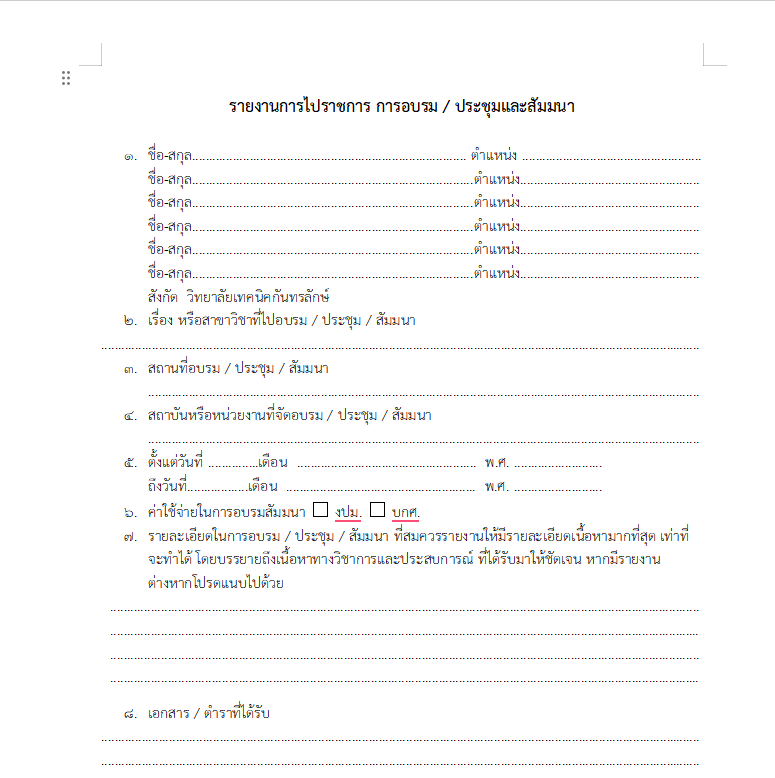 รายงานการไปราชการ การอบรม / ประชุมและสัมมนา
๑. ชื่อ-สกุล.................................................................... ตำแหน่ง .............................................
ชื่อ-สกุล......................................................................ตำแหน่ง.............................................
ชื่อ-สกุล......................................................................ตำแหน่ง.............................................
ชื่อ-สกุล......................................................................ตำแหน่ง.............................................
ชื่อ-สกุล......................................................................ตำแหน่ง.............................................
ชื่อ-สกุล......................................................................ตำแหน่ง.............................................
สังกัด วิทยาลัยเทคนิคกันทรลักษ์
๒. เรื่อง หรือสาขาวิชาที่ไปอบรม / ประชุม / สัมมนา
......................................................................................................................................................
๓. สถานที่อบรม / ประชุม / สัมมนา
..........................................................................................................................................
๔. สถาบันหรือหน่วยงานที่จัดอบรม / ประชุม / สัมมนา
..........................................................................................................................................
๕. ตั้งแต่วันที่ .............เดือน ............................................. พ.ศ. ......................
ถึงวันที่...............เดือน ................................................ พ.ศ. ......................
๖. ค่าใช้จ่ายในการอบรมสัมมนา ☐ งปม. ☐ บกศ.
๗. รายละเอียดในการอบรม / ประชุม / สัมมนา ที่สมควรรายงานให้มีรายละเอียดเนื้อหามากที่สุด เท่าที่
จะทำได้ โดยบรรยายถึงเนื้อหาทางวิชาการและประสบการณ์ ที่ได้รับมาให้ชัดเจน หากมีรายงาน
ต่างหากโปรดแนบไปด้วย
....................................................................................................................................................
....................................................................................................................................................
....................................................................................................................................................
....................................................................................................................................................
๘. เอกสาร / ตำราที่ได้รับ
......................................................................................................................................................
......................................................................................................................................................